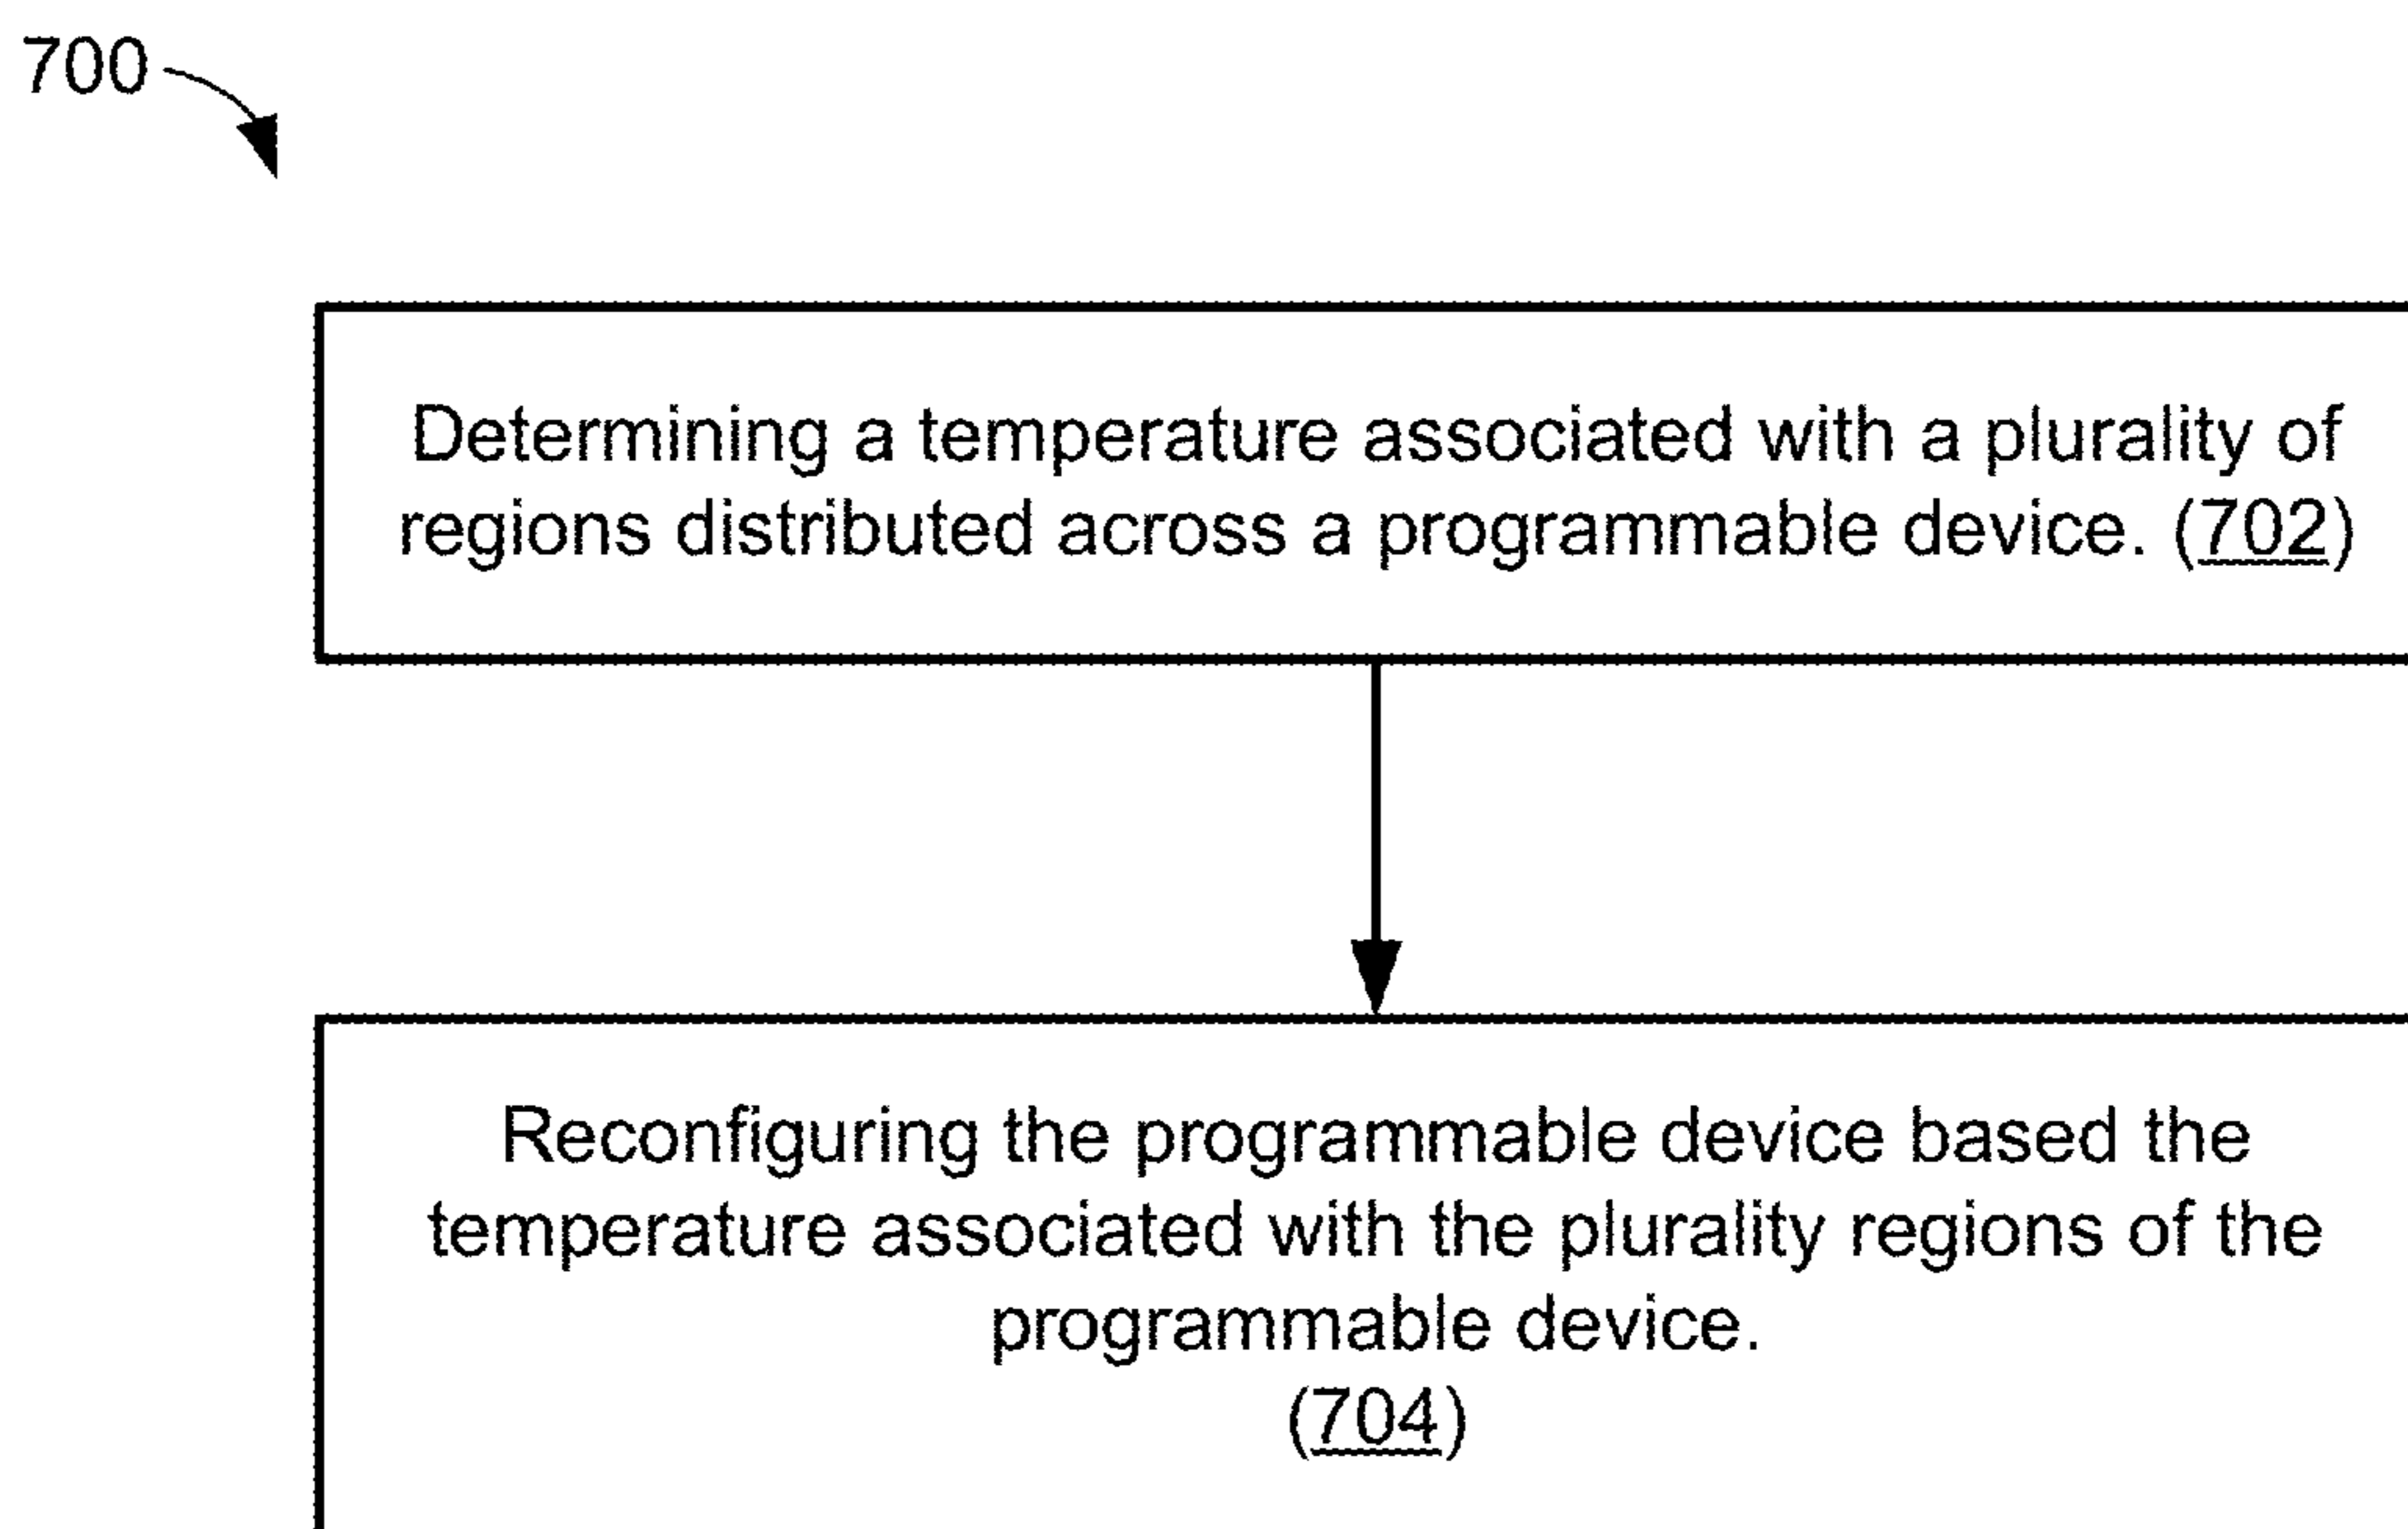 700
Determining a temperature associated with a plurality of
regions distributed across a programmable device. (702)
Reconfiguring the programmable device based the
temperature associated with the plurality regions of the
programmable device.
(704)